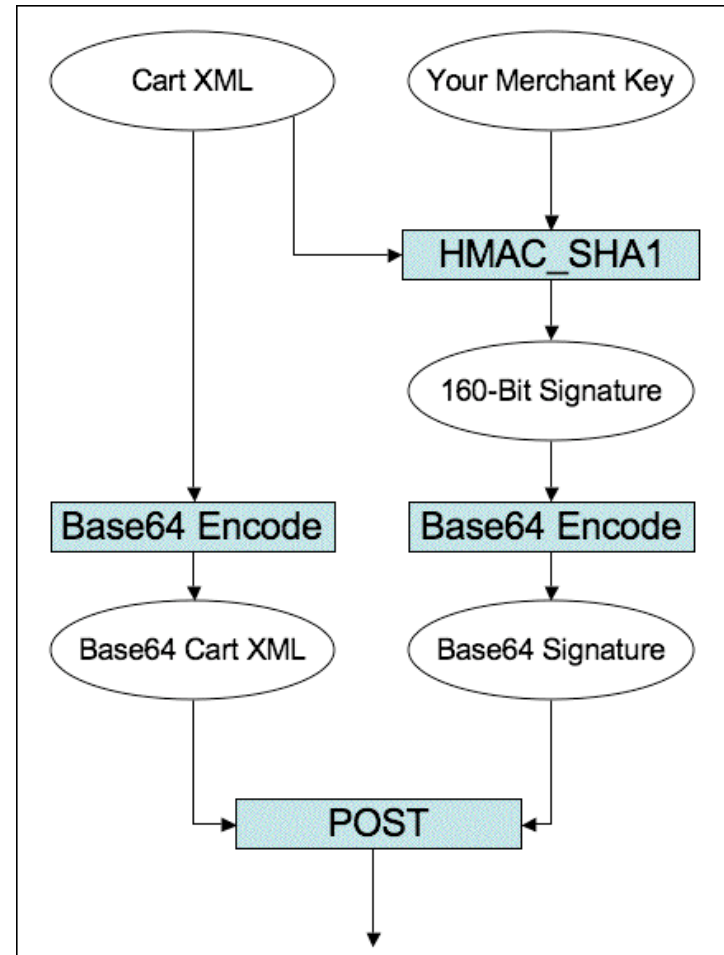 Cart XML
Your Merchant Key
HMAC_SHA1
160-Bit Signature
Base64 Encode
Base64 Encode
Base64 Cart XML
Base64 Signature
POST